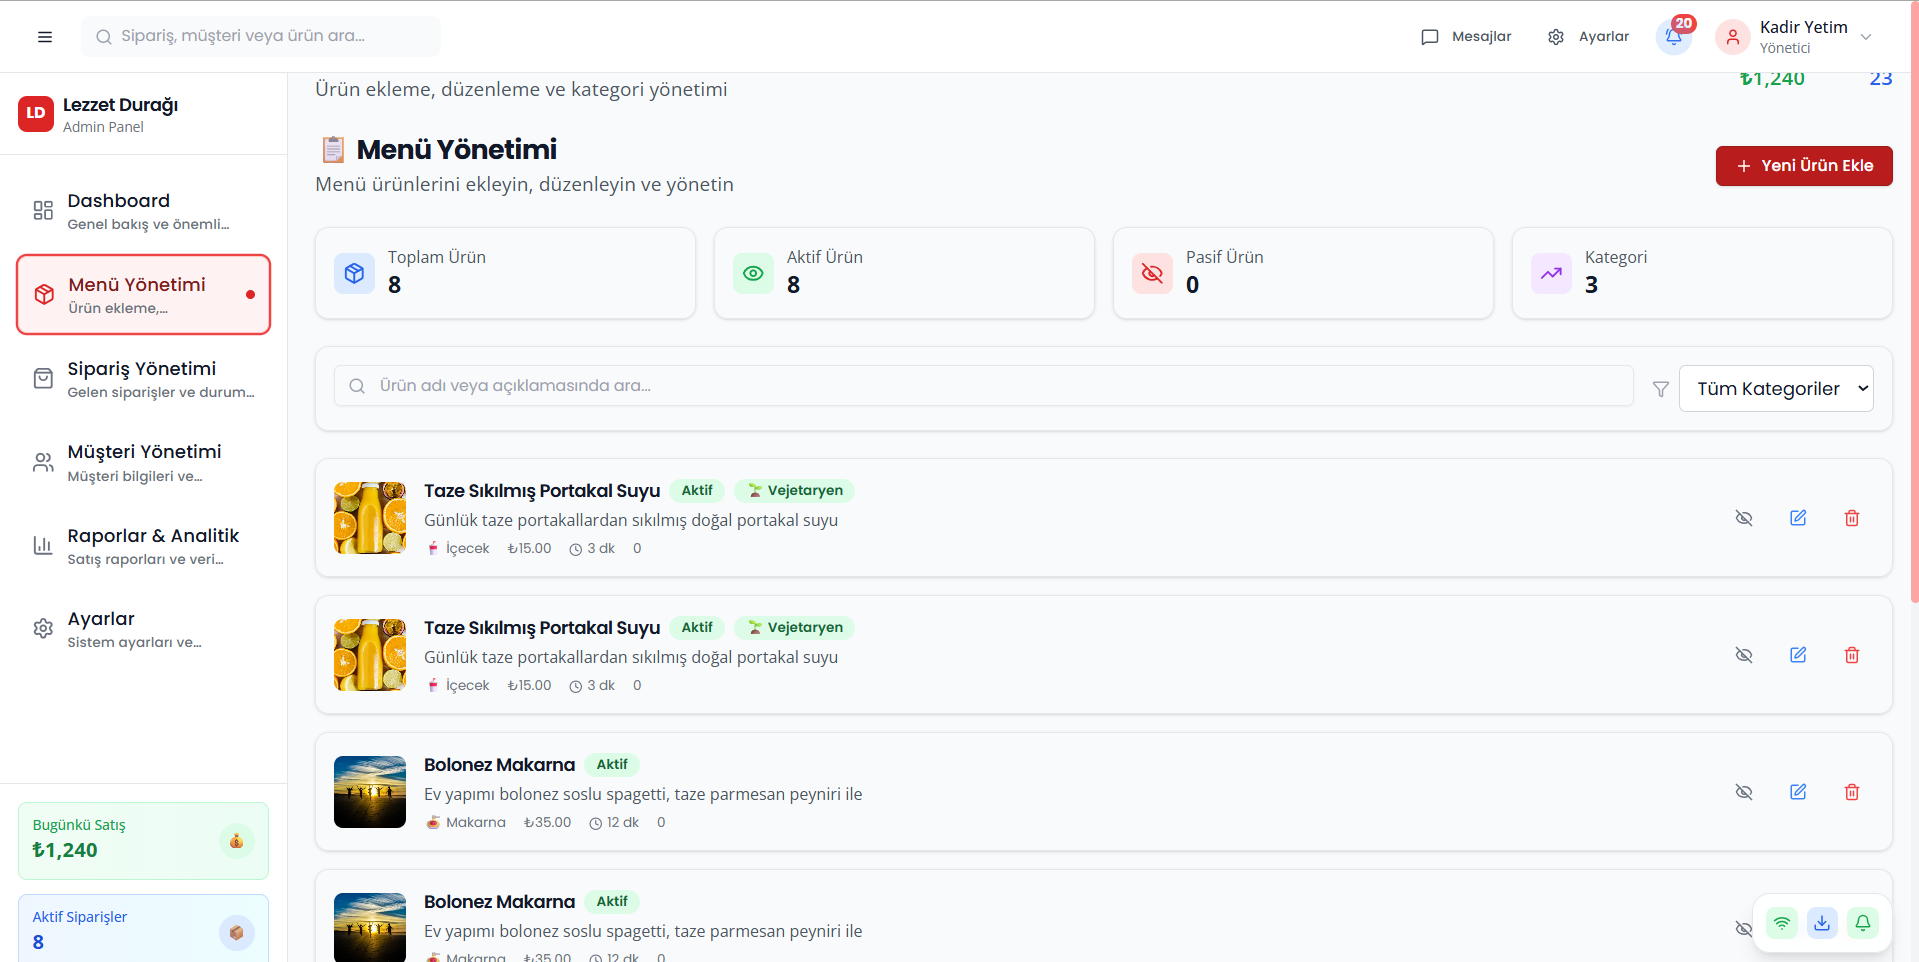 Sipariş, müşteri veya ürün ara...
Mesajlar
Ayarlar
20
Kadir Yetim
Yönetici
LD
Lezzet Durağı
Admin Panel
Dashboard
Genel bakış ve önemli...
Menü Yönetimi
Ürün ekleme,...
Sipariş Yönetimi
Gelen siparişler ve durum...
Müşteri Yönetimi
Müşteri bilgileri ve...
Raporlar & Analitik
Satış raporları ve veri...
Ayarlar
Sistem ayarları ve...
Bugünkü Satış
₺1,240
Aktif Siparişler
8
Ürün ekleme, düzenleme ve kategori yönetimi
₺1,240
23
Menü Yönetimi
Menü ürünlerini ekleyin, düzenleyin ve yönetin
+ Yeni Ürün Ekle
Toplam Ürün
8
Aktif Ürün
8
Pasif Ürün
0
Kategori
3
Ürün adı veya açıklamasında ara...
Tüm Kategoriler
Taze Sıkılmış Portakal Suyu Aktif Vejetaryen
Günlük taze portakallardan sıkılmış doğal portakal suyu
İçecek ₺15.00 3 dk 0
Taze Sıkılmış Portakal Suyu Aktif Vejetaryen
Günlük taze portakallardan sıkılmış doğal portakal suyu
İçecek ₺15.00 3 dk 0
Bolonez Makarna Aktif
Ev yapımı bolonez soslu spagetti, taze parmesan peyniri ile
Makarna ₺35.00 12 dk 0
Bolonez Makarna Aktif
Ev yapımı bolonez soslu spagetti, taze parmesan peyniri ile
Makarna ₺35.00 12 dk 0